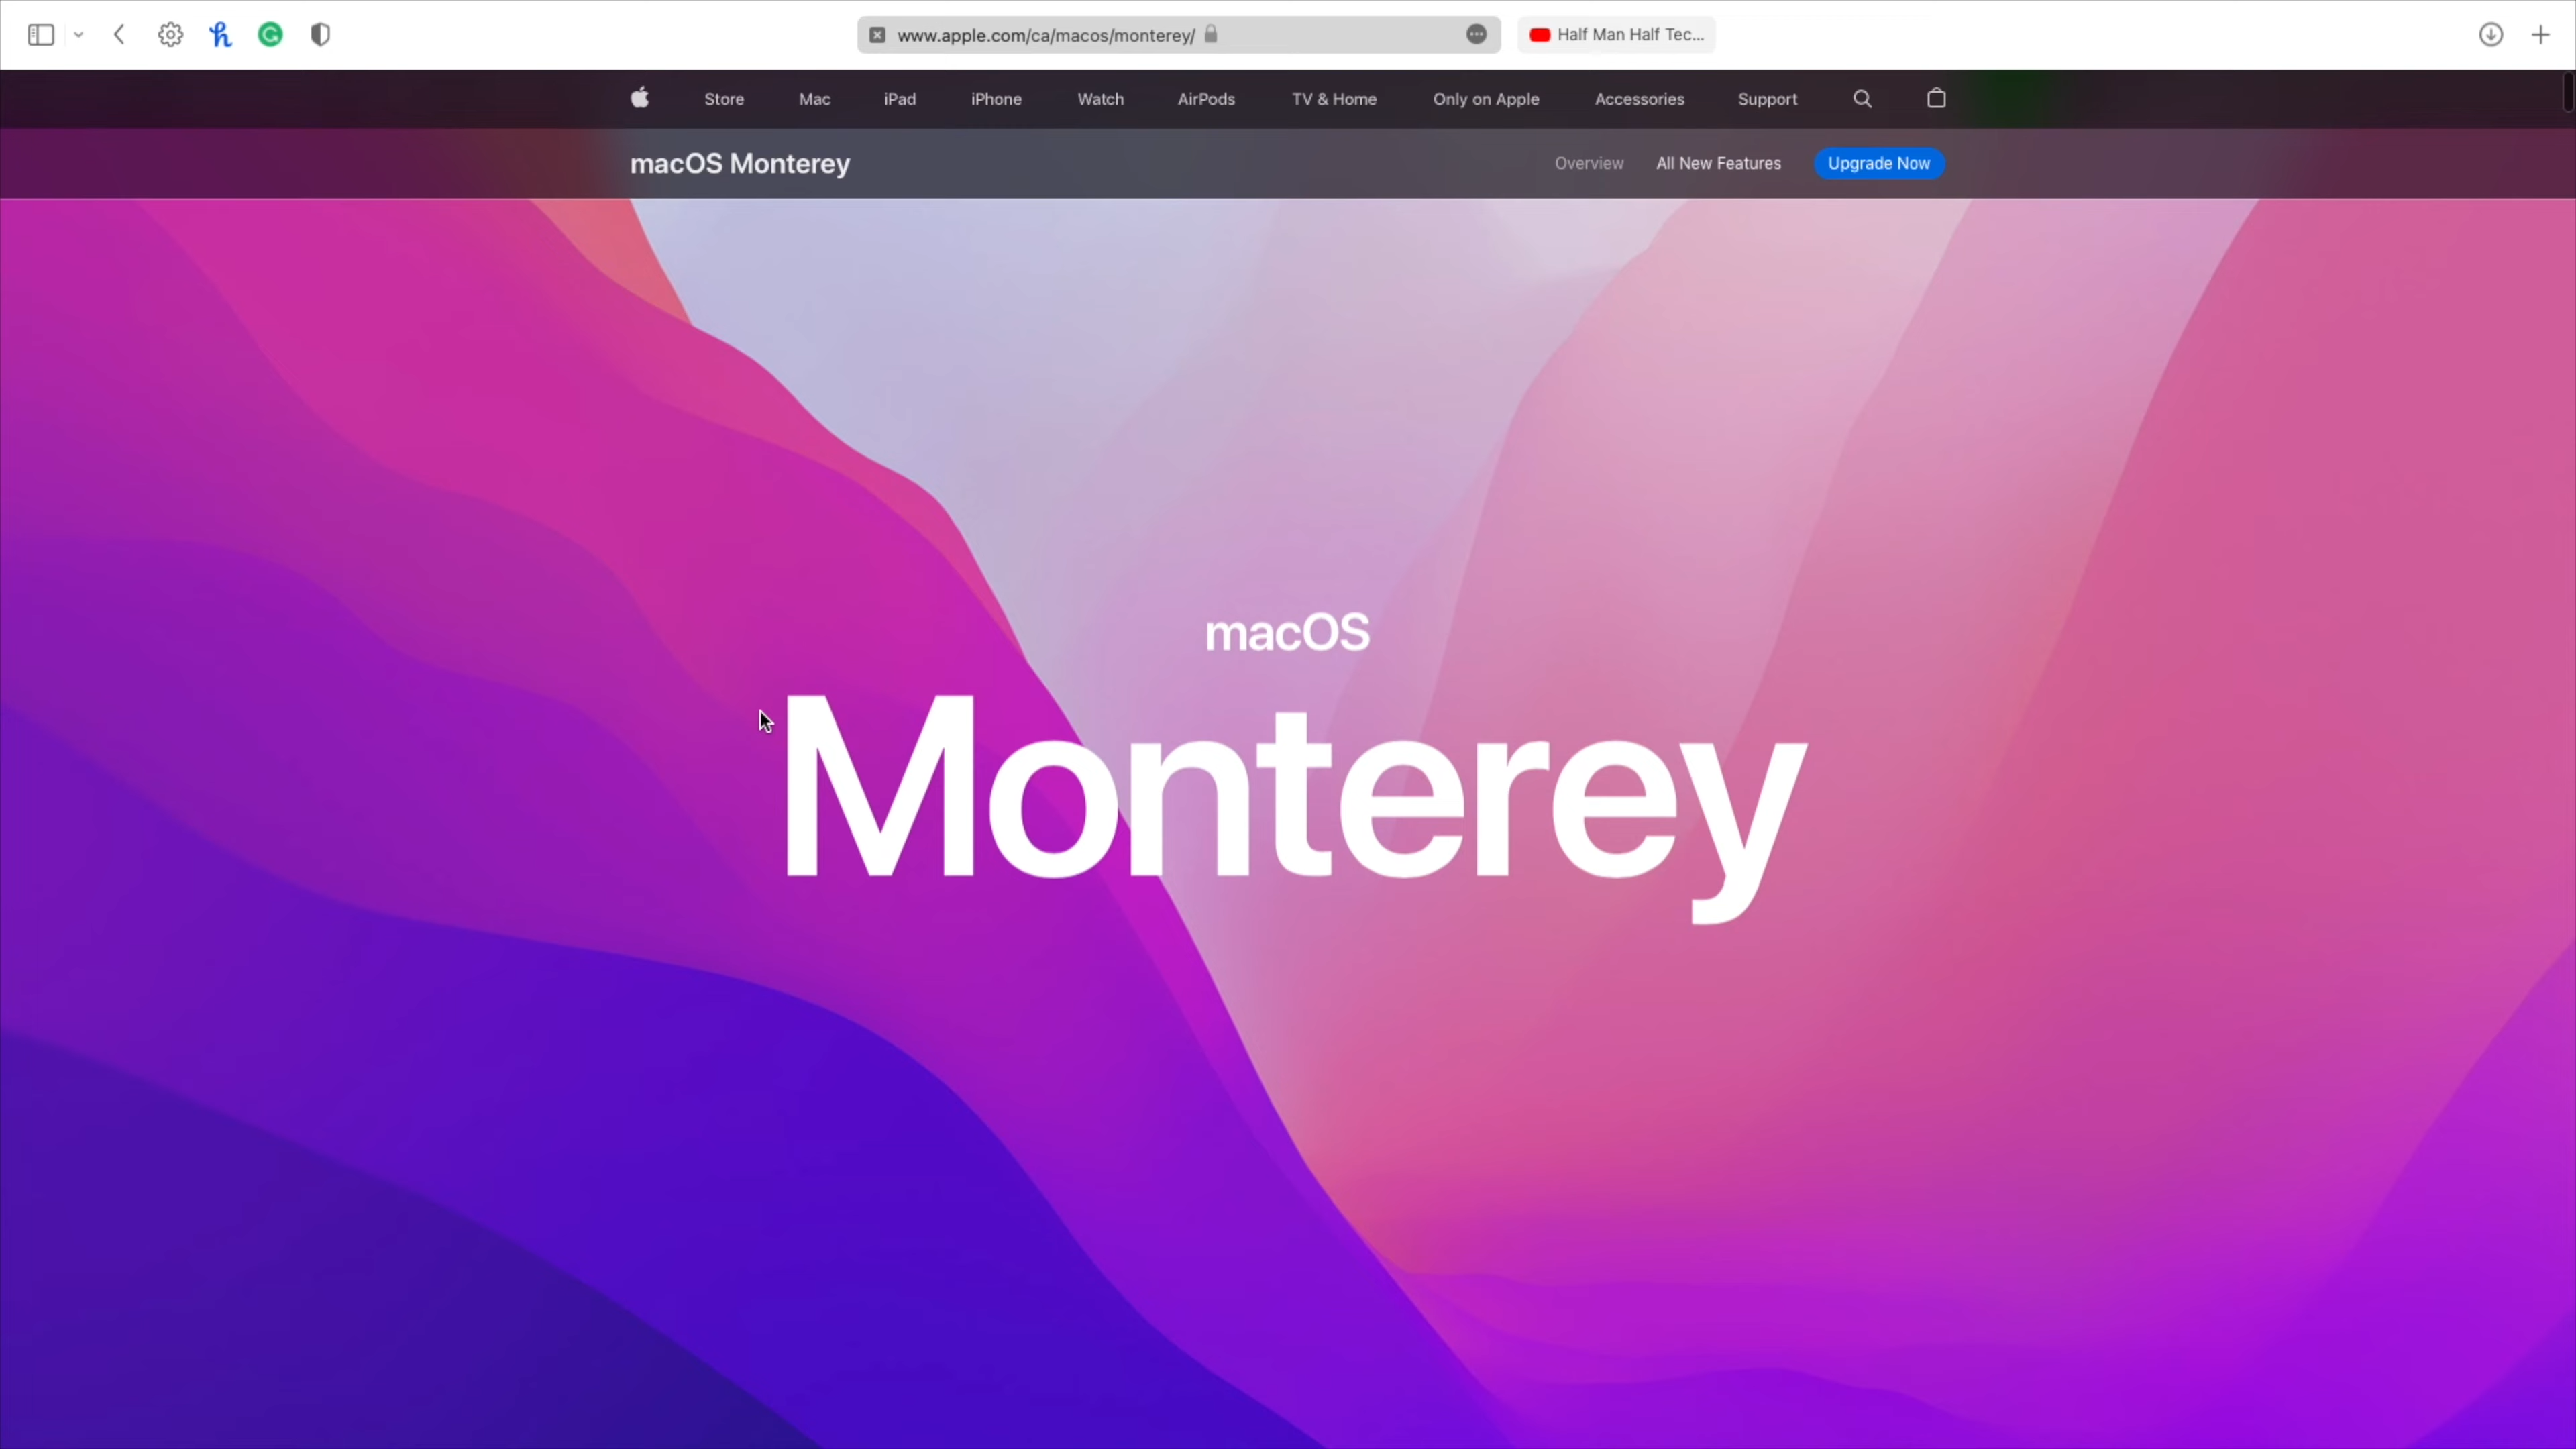 www.apple.com/ca/macos/monterey/
Half Man Half Tec...
Store Mac iPad iPhone Watch AirPods TV & Home Only on Apple Accessories Support
macOS Monterey
Overview All New Features Upgrade Now
macOS
Monterey